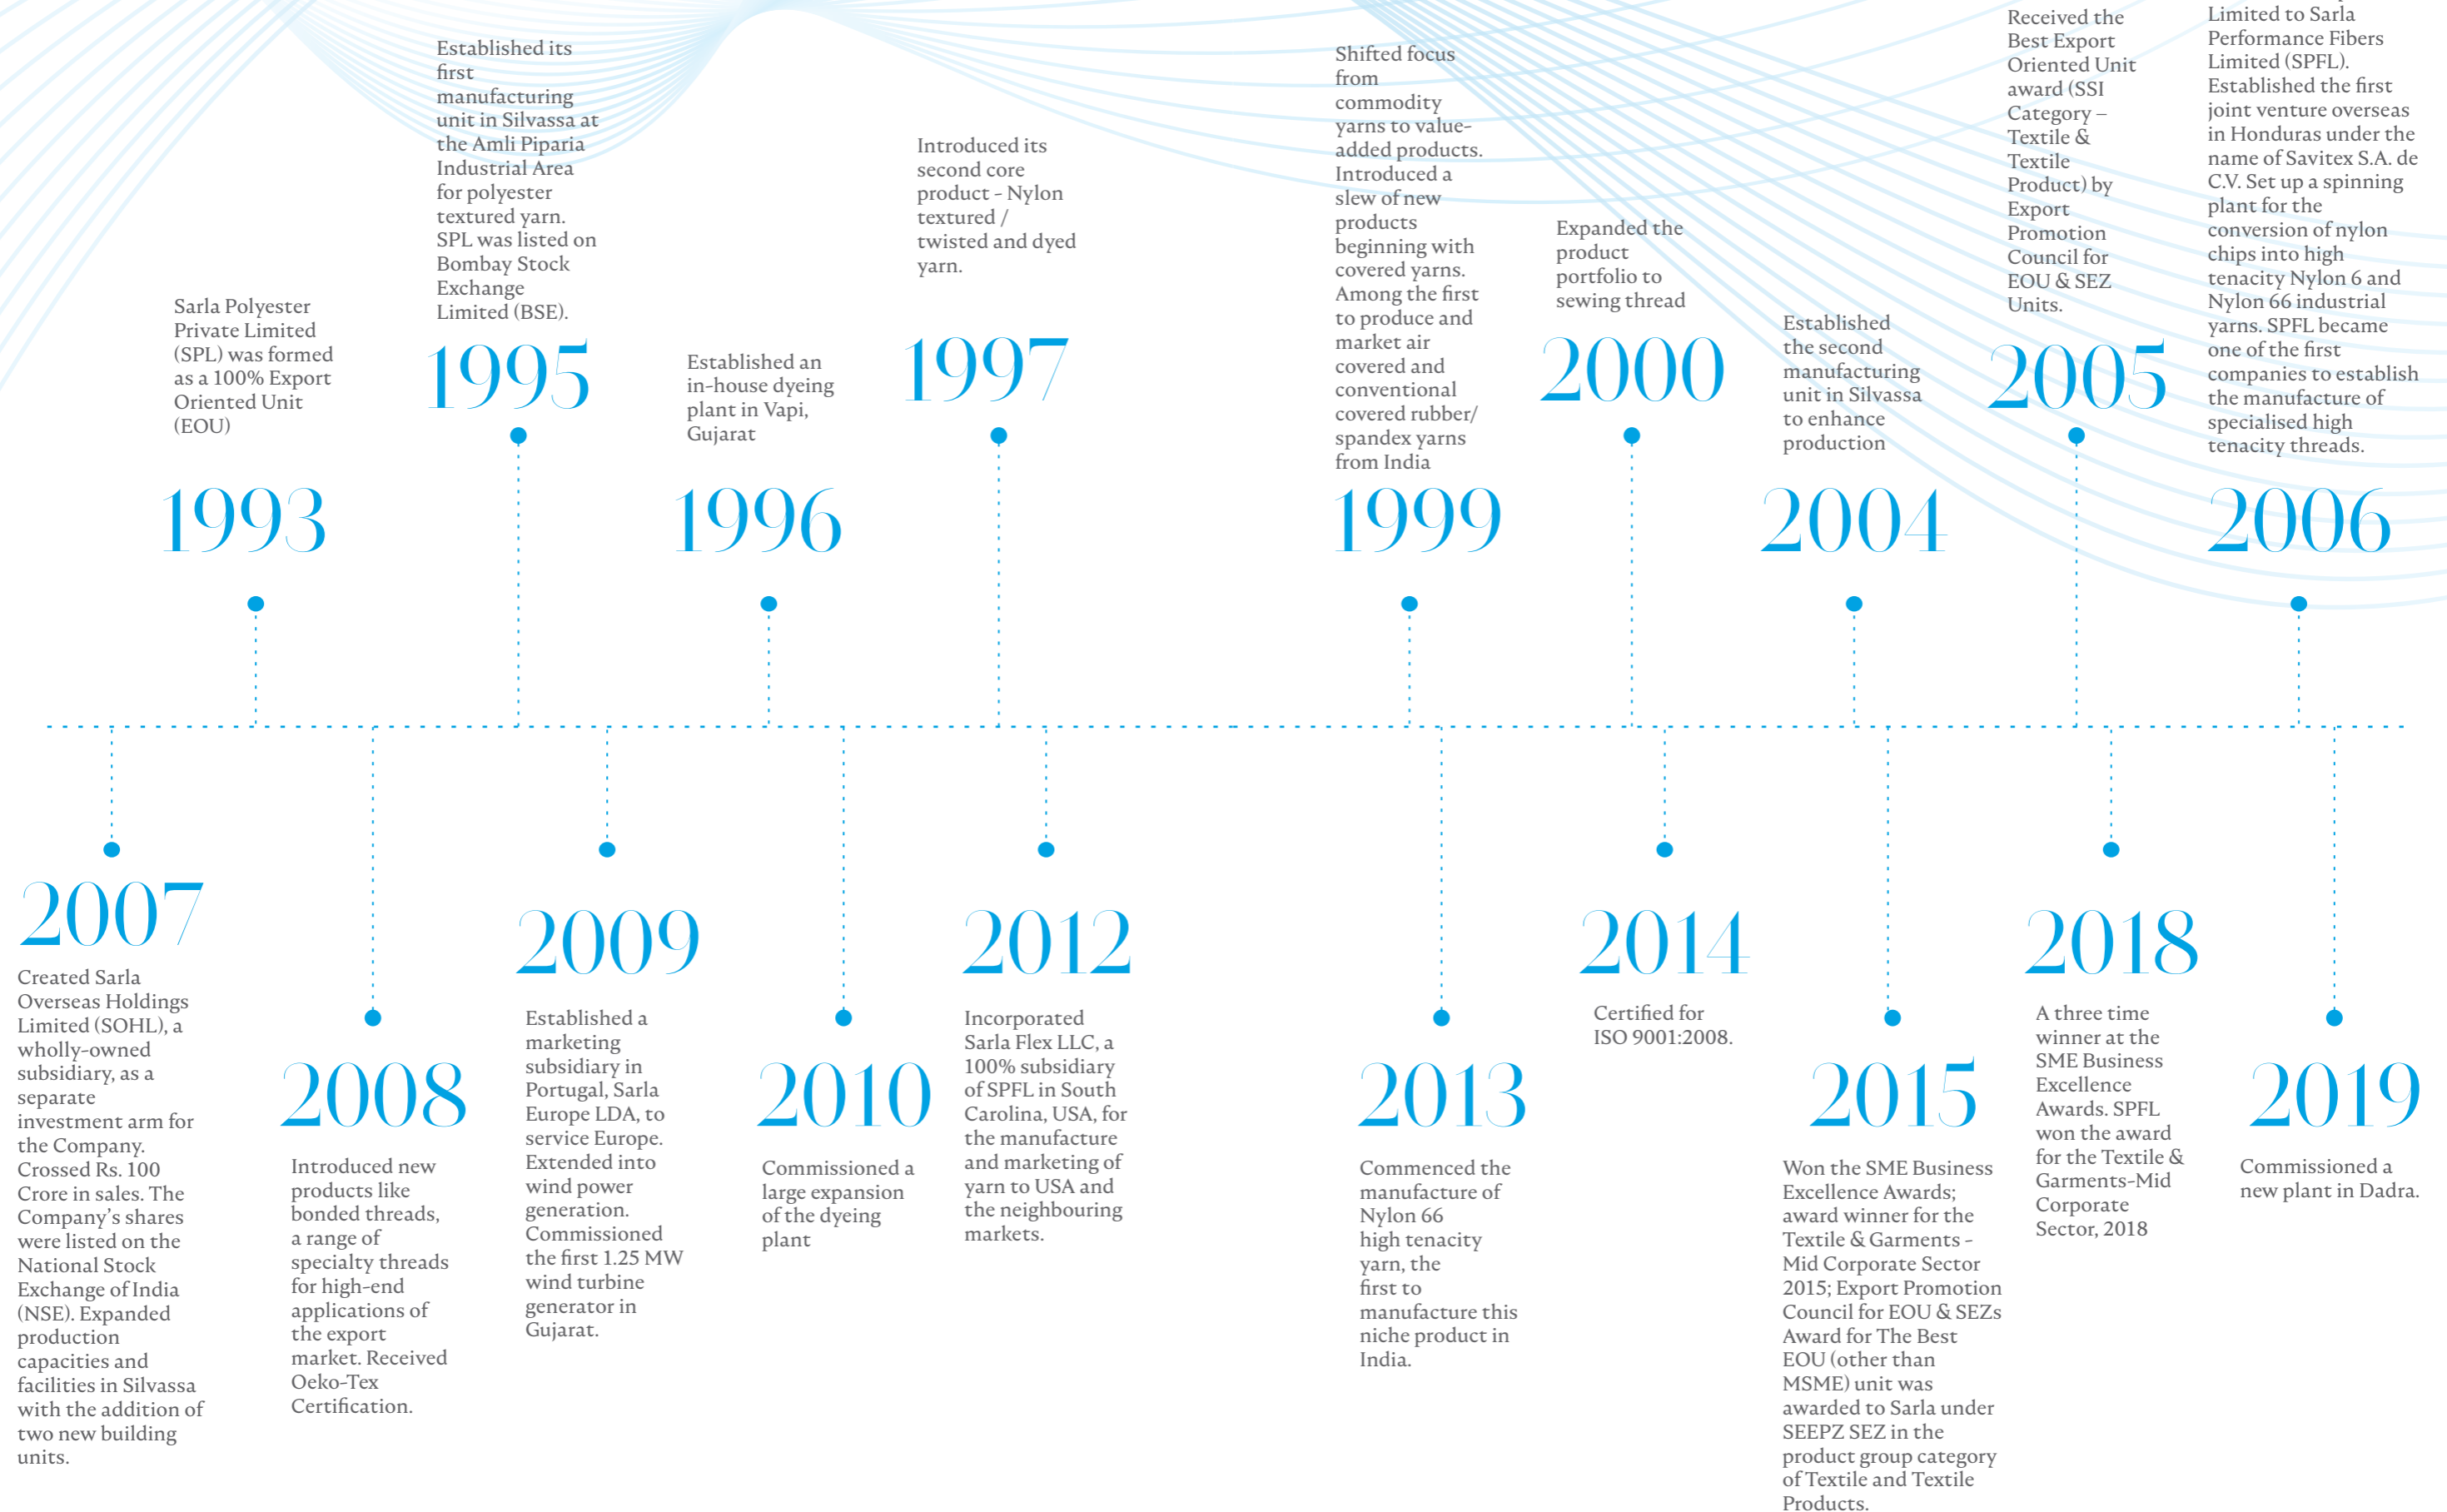 Sarla Polyester
Private Limited
(SPL) was formed
as a 100% Export
Oriented Unit
(EOU)
1993
Established its
first
manufacturing
unit in Silvassa at
the Amli Piparia
Industrial Area
for polyester
textured yarn.
SPL was listed on
Bombay Stock
Exchange
Limited (BSE).
1995
Established an
in-house dyeing
plant in Vapi,
Gujarat
1996
Introduced its
second core
product - Nylon
textured /
twisted and dyed
yarn.
1997
Shifted focus
from
commodity
yarns to value-
added products.
Introduced a
slew of new
products
beginning with
covered yarns.
Among the first
to produce and
market air
covered and
conventional
covered rubber/
spandex yarns
from India
1999
Expanded the
product
portfolio to
sewing thread
2000
Established
the second
manufacturing
unit in Silvassa
to enhance
production
2004
Received the
Best Export
Oriented Unit
award (SSI
Category –
Textile &
Textile
Product) by
Export
Promotion
Council for
EOU & SEZ
Units.
2005
Limited to Sarla
Performance Fibers
Limited (SPFL).
Established the first
joint venture overseas
in Honduras under the
name of Savitex S.A. de
C.V. Set up a spinning
plant for the
conversion of nylon
chips into high
tenacity Nylon 6 and
Nylon 66 industrial
yarns. SPFL became
one of the first
companies to establish
the manufacture of
specialised high
tenacity threads.
2006
2007
Created Sarla
Overseas Holdings
Limited (SOHL), a
wholly-owned
subsidiary, as a
separate
investment arm for
the Company.
Crossed Rs. 100
Crore in sales. The
Company's shares
were listed on the
National Stock
Exchange of India
(NSE). Expanded
production
capacities and
facilities in Silvassa
with the addition of
two new building
units.
2008
Introduced new
products like
bonded threads,
a range of
specialty threads
for high-end
applications of
the export
market. Received
Oeko-Tex
Certification.
2009
Established a
marketing
subsidiary in
Portugal, Sarla
Europe LDA, to
service Europe.
Extended into
wind power
generation.
Commissioned
the first 1.25 MW
wind turbine
generator in
Gujarat.
2010
Commissioned a
large expansion
of the dyeing
plant
2012
Incorporated
Sarla Flex LLC, a
100% subsidiary
of SPFL in South
Carolina, USA, for
the manufacture
and marketing of
yarn to USA and
the neighbouring
markets.
2013
Commenced the
manufacture of
Nylon 66
high tenacity
yarn, the
first to
manufacture this
niche product in
India.
2014
Certified for
ISO 9001:2008.
2015
Won the SME Business
Excellence Awards;
award winner for the
Textile & Garments -
Mid Corporate Sector
2015; Export Promotion
Council for EOU & SEZs
Award for The Best
EOU (other than
MSME) unit was
awarded to Sarla under
SEEPZ SEZ in the
product group category
of Textile and Textile
Products.
2018
A three time
winner at the
SME Business
Excellence
Awards. SPFL
won the award
for the Textile &
Garments-Mid
Corporate
Sector, 2018
2019
Commissioned a
new plant in Dadra.